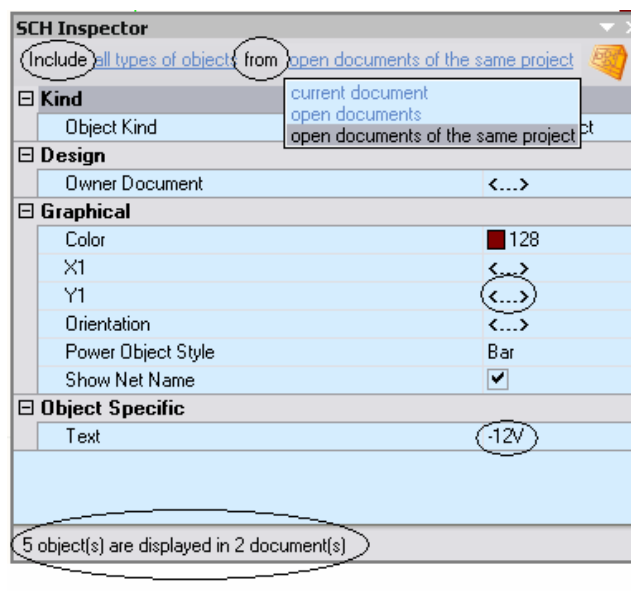 SCH Inspector
Include all types of objects from open documents of the same project
current document
open documents
open documents of the same project
Kind
Object Kind ct
Design
Owner Document <...>
Graphical
Color 128
X1 <...>
Y1 <...>
Orientation <...>
Power Object Style Bar
Show Net Name
Object Specific
Text -12V
5 object(s) are displayed in 2 document(s)